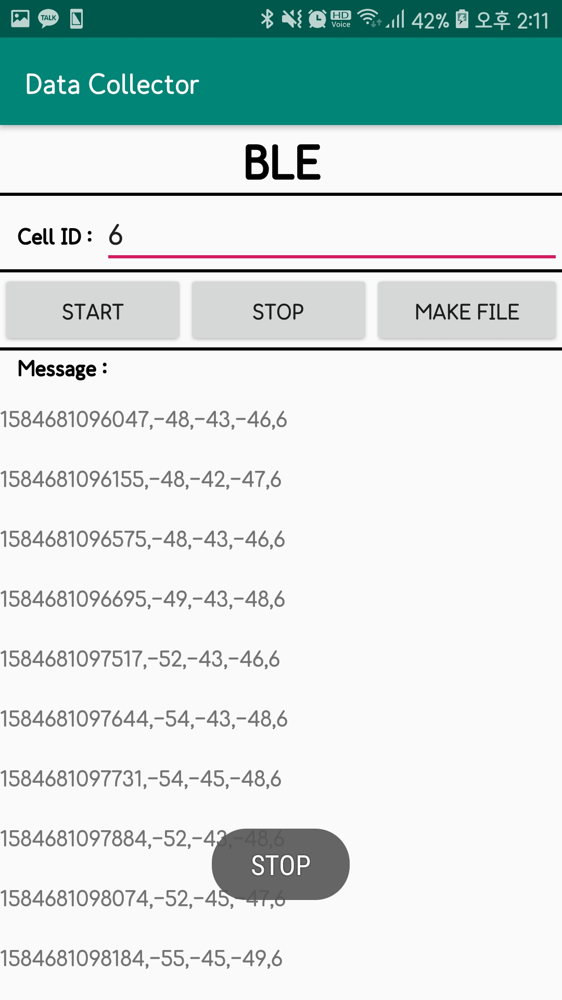 TALK HD Voice 42% 오후 2:11
Data Collector
BLE
Cell ID : 6
START STOP MAKE FILE
Message :
1584681096047,-48,-43,-46,6
1584681096155,-48,-42,-47,6
1584681096575,-48,-43,-46,6
1584681096695,-49,-43,-48,6
1584681097517,-52,-43,-46,6
1584681097644,-54,-43,-48,6
1584681097731,-54,-45,-48,6
1584681097884,-52,-43,-48,6
STOP
1584681098074,-52,-45,-47,6
1584681098184,-55,-45,-49,6